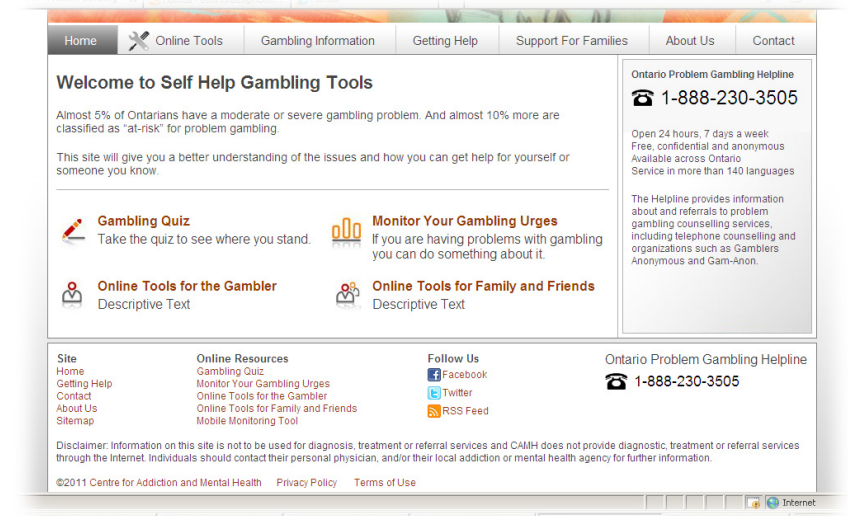 Home Online Tools Gambling Information Getting Help Support For Families About Us Contact
Welcome to Self Help Gambling Tools
Almost 5% of Ontarians have a moderate or severe gambling problem. And almost 10% more are
classified as "at-risk" for problem gambling.
This site will give you a better understanding of the issues and how you can get help for yourself or
someone you know.
Gambling Quiz
Take the quiz to see where you stand.
Monitor Your Gambling Urges
If you are having problems with gambling
you can do something about it.
Online Tools for the Gambler
Descriptive Text
Online Tools for Family and Friends
Descriptive Text
Ontario Problem Gambling Helpline
1-888-230-3505
Open 24 hours, 7 days a week
Free, confidential and anonymous
Available across Ontario
Service in more than 140 languages
The Helpline provides information
about and referrals to problem
gambling counselling services,
including telephone counselling and
organizations such as Gamblers
Anonymous and Gam-Anon.
Site
Home
Getting Help
Contact
About Us
Sitemap
Online Resources
Gambling Quiz
Monitor Your Gambling Urges
Online Tools for the Gambler
Online Tools for Family and Friends
Mobile Monitoring Tool
Follow Us
Facebook
Twitter
RSS Feed
Ontario Problem Gambling Helpline
1-888-230-3505
Disclaimer: Information on this site is not to be used for diagnosis, treatment or referral services and CAMH does not provide diagnostic, treatment or referral services
through the Internet. Individuals should contact their personal physician, and/or their local addiction or mental health agency for further information.
©2011 Centre for Addiction and Mental Health Privacy Policy Terms of Use
Internet